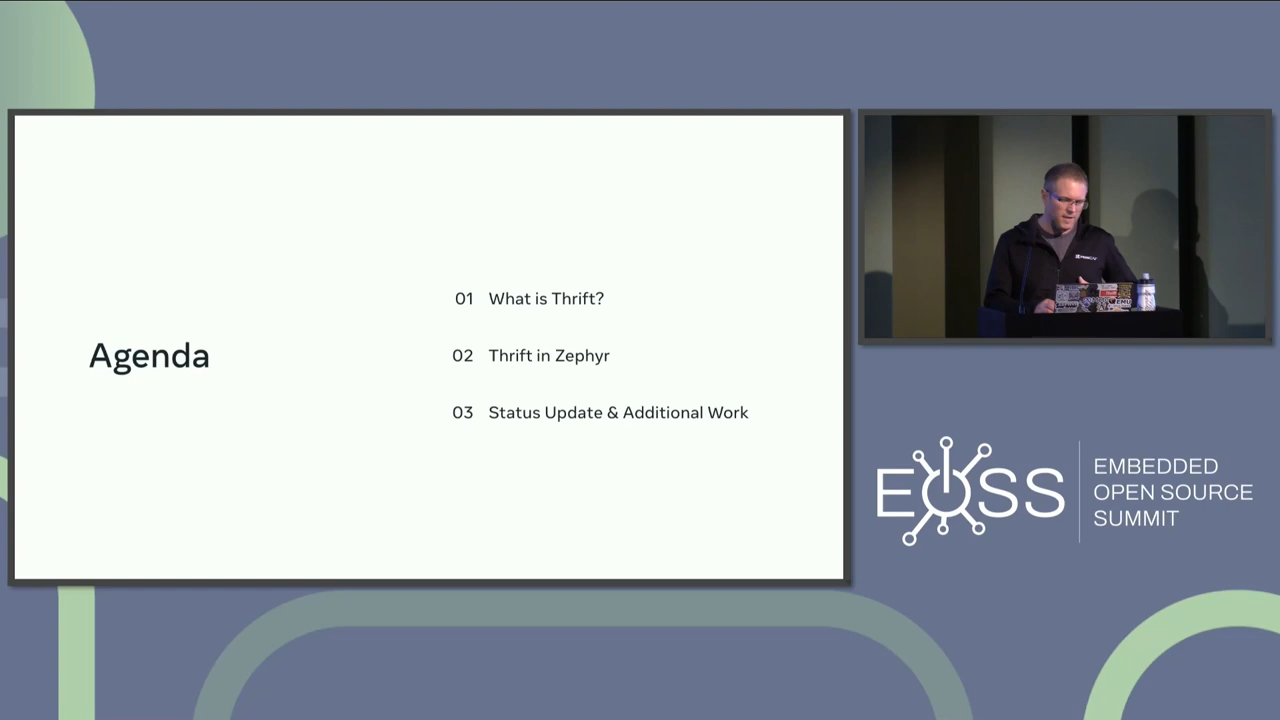 Agenda
01 What is Thrift?
02 Thrift in Zephyr
03 Status Update & Additional Work
EOSS
EMBEDDED
OPEN SOURCE
SUMMIT